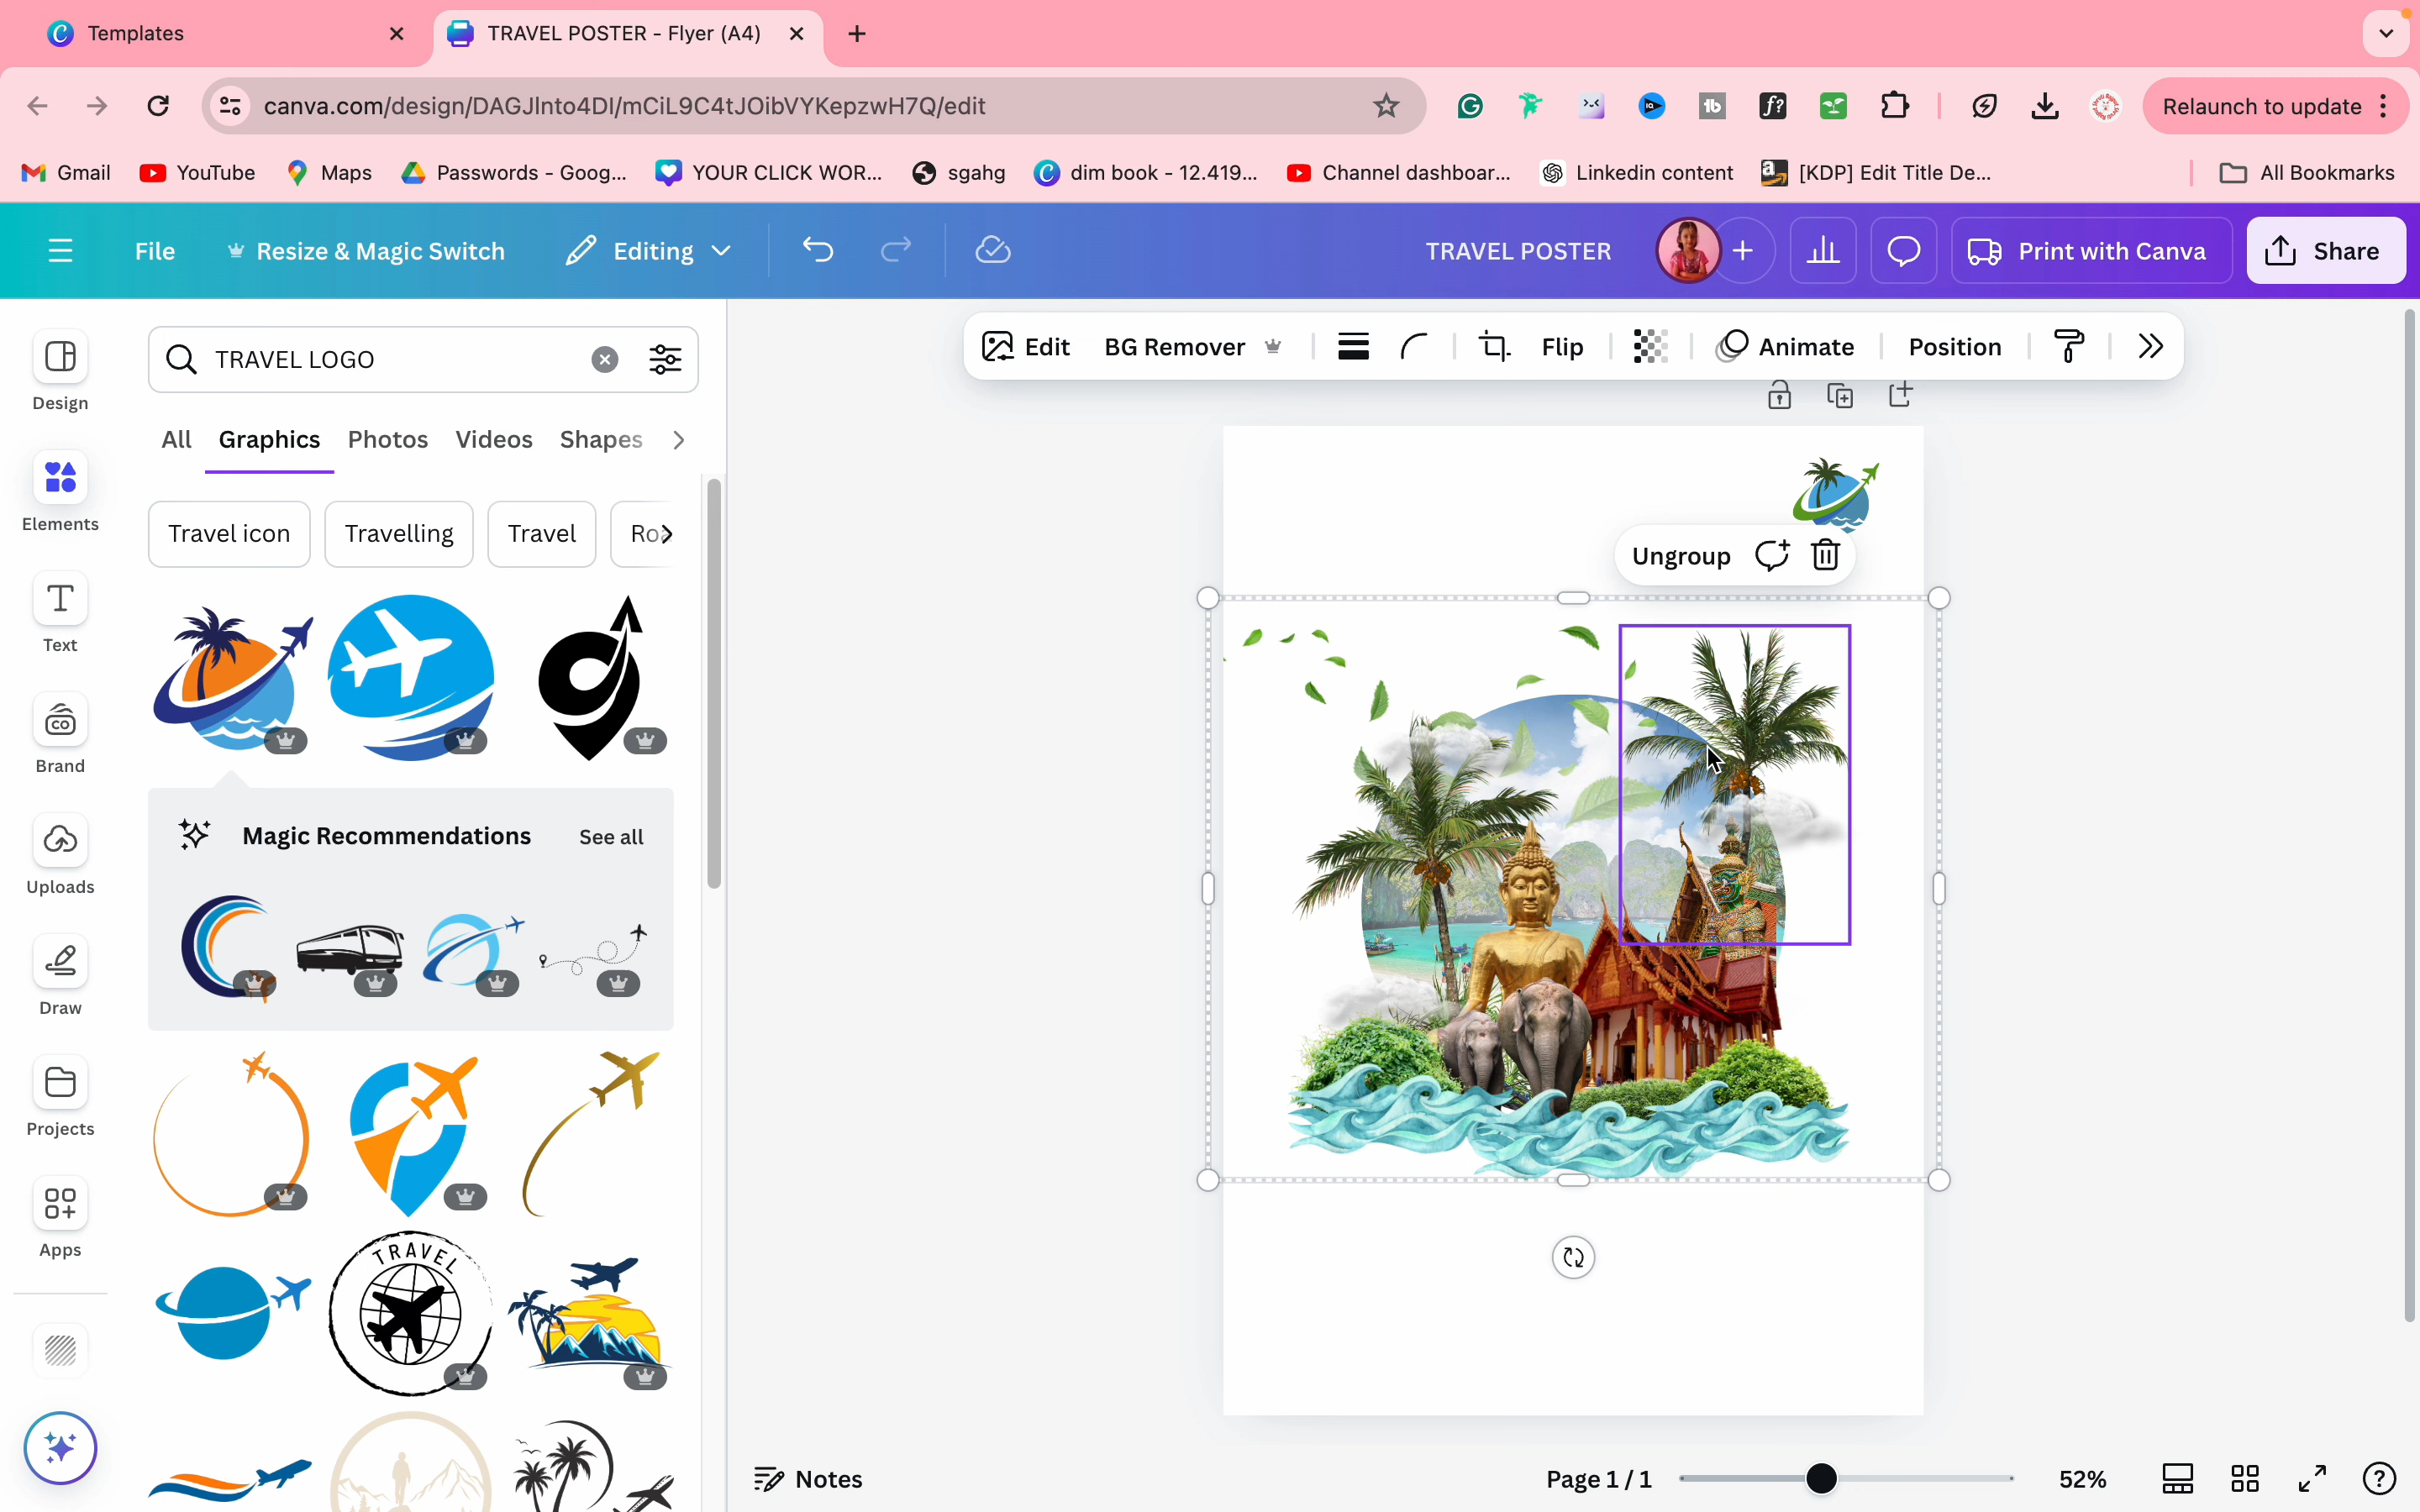 Templates
TRAVEL POSTER - Flyer (A4)
canva.com/design/DAGJlnto4DI/mCiL9C4tJOibVYKepzwH7Q/edit
Relaunch to update
Gmail
YouTube
Maps
Passwords - Goog...
YOUR CLICK WOR...
sgahg
dim book - 12.419...
Channel dashboar...
Linkedin content
[KDP] Edit Title De...
All Bookmarks
File
Resize & Magic Switch
Editing
TRAVEL POSTER
Print with Canva
Share
Design
Elements
Text
Brand
Uploads
Draw
Projects
Apps
TRAVEL LOGO
All
Graphics
Photos
Videos
Shapes
Travel icon
Travelling
Travel
Roa
Magic Recommendations
See all
TRAVEL
Edit
BG Remover
Flip
Animate
Position
Ungroup
Notes
Page 1 / 1
52%